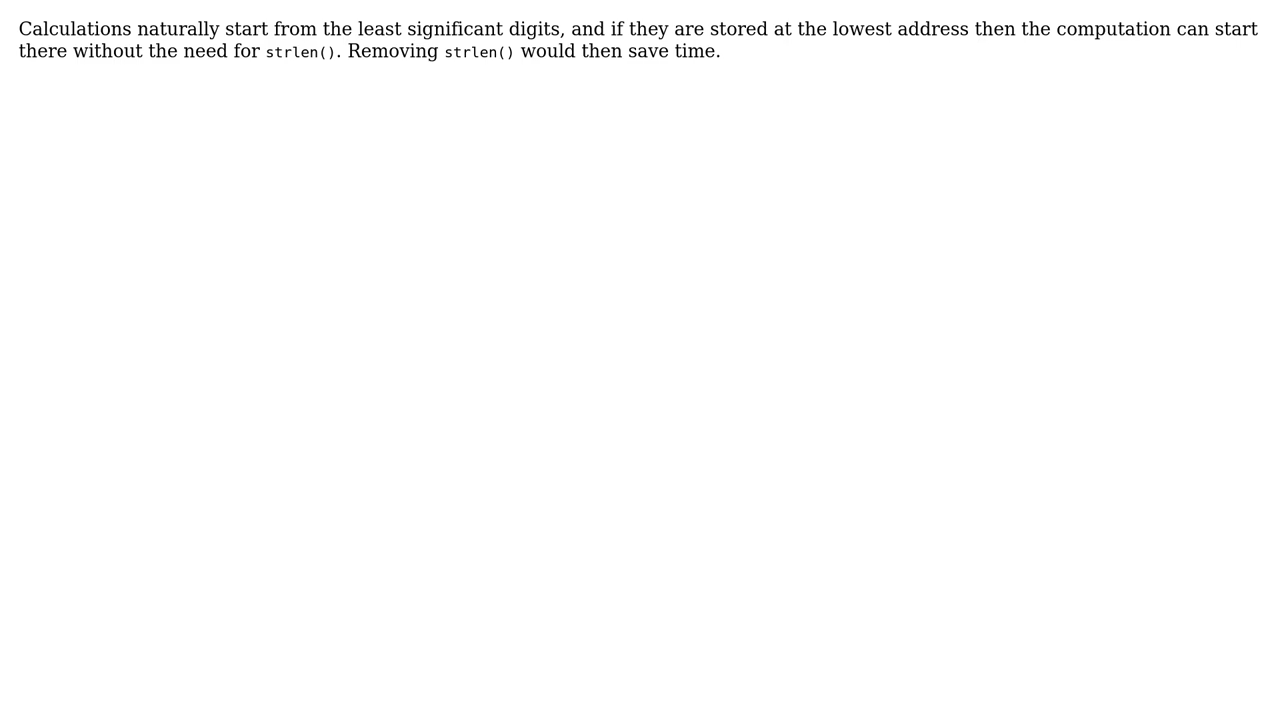 Calculations naturally start from the least significant digits, and if they are stored at the lowest address then the computation can start
there without the need for strlen(). Removing strlen() would then save time.